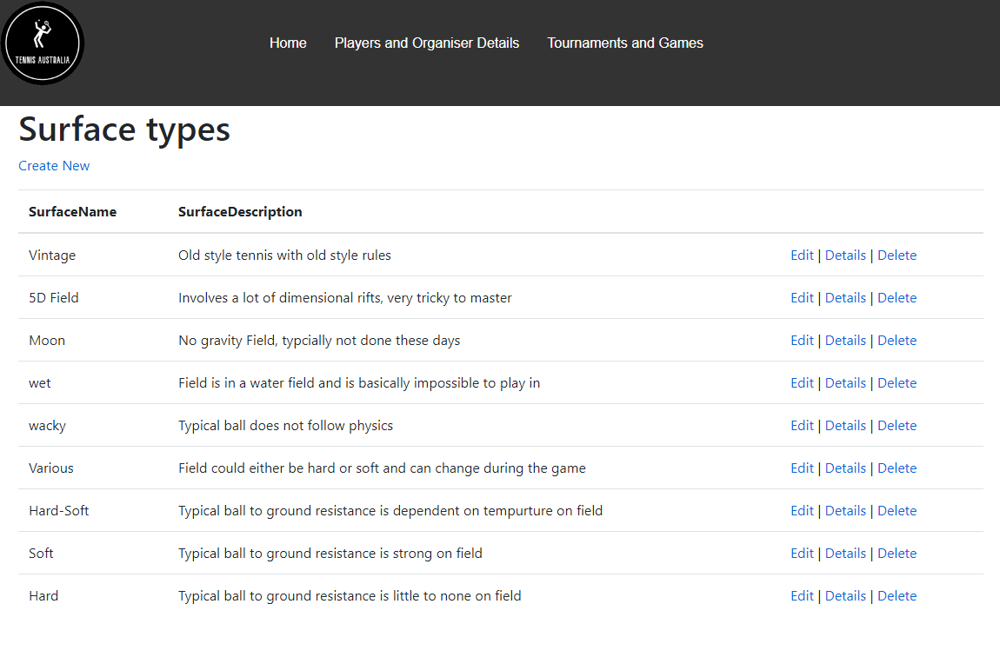 TENNIS AUSTRALIA
Home Players and Organiser Details Tournaments and Games
Surface types
Create New
SurfaceName SurfaceDescription
Vintage Old style tennis with old style rules Edit | Details | Delete
5D Field Involves a lot of dimensional rifts, very tricky to master Edit | Details | Delete
Moon No gravity Field, typcially not done these days Edit | Details | Delete
wet Field is in a water field and is basically impossible to play in Edit | Details | Delete
wacky Typical ball does not follow physics Edit | Details | Delete
Various Field could either be hard or soft and can change during the game Edit | Details | Delete
Hard-Soft Typical ball to ground resistance is dependent on tempurture on field Edit | Details | Delete
Soft Typical ball to ground resistance is strong on field Edit | Details | Delete
Hard Typical ball to ground resistance is little to none on field Edit | Details | Delete